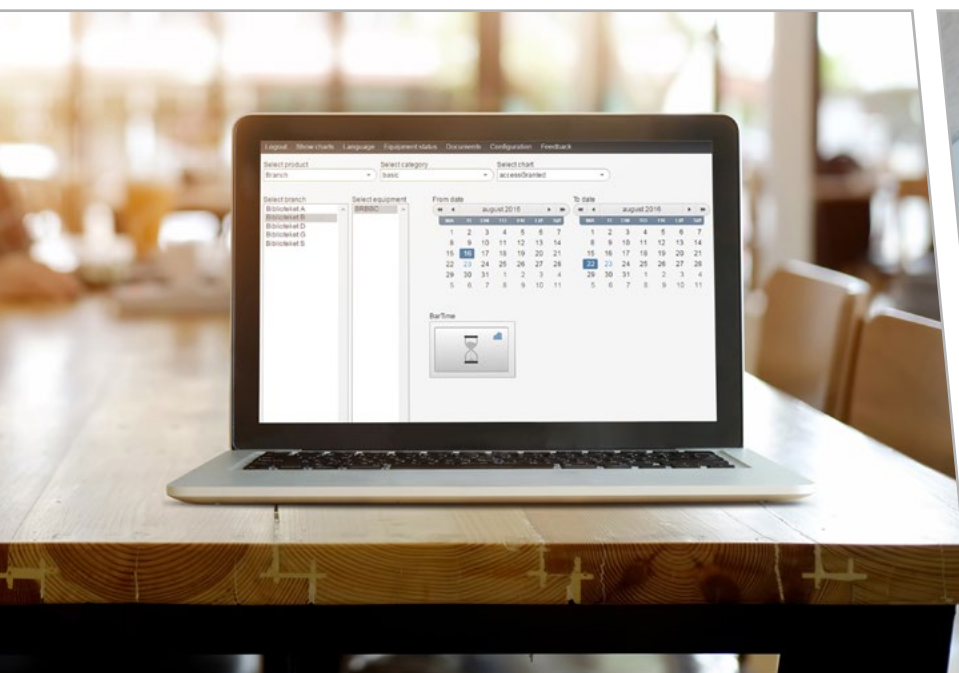 Logout Show charts Language Equipment status Documents Configuration Feedback
Select product Select category Select chart
Branch basic accessGranted
Select branch Select equipment From date To date
Biblioteket A BRBBC august 2016 august 2016
Biblioteket B
Biblioteket D
Biblioteket G
Biblioteket S
1 2 3 4 5 6 7 1 2 3 4 5 6 7
8 9 10 11 12 13 14 8 9 10 11 12 13 14
15 16 17 18 19 20 21 15 16 17 18 19 20 21
22 23 24 25 26 27 28 22 23 24 25 26 27 28
29 30 31 1 2 3 4 29 30 31 1 2 3 4
5 6 7 8 9 10 11 5 6 7 8 9 10 11
BarTime